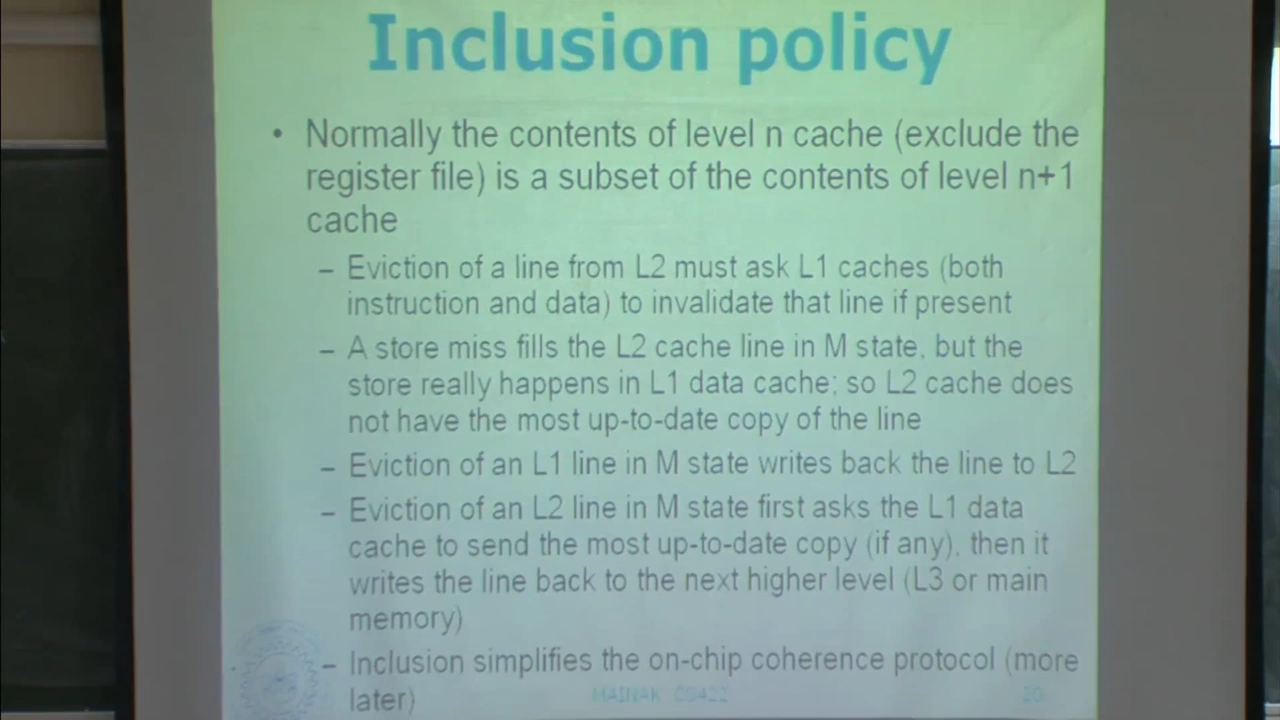 Inclusion policy
• Normally the contents of level n cache (exclude the
register file) is a subset of the contents of level n+1
cache
– Eviction of a line from L2 must ask L1 caches (both
instruction and data) to invalidate that line if present
– A store miss fills the L2 cache line in M state, but the
store really happens in L1 data cache; so L2 cache does
not have the most up-to-date copy of the line
– Eviction of an L1 line in M state writes back the line to L2
– Eviction of an L2 line in M state first asks the L1 data
cache to send the most up-to-date copy (if any), then it
writes the line back to the next higher level (L3 or main
memory)
– Inclusion simplifies the on-chip coherence protocol (more
later)
MAINAK CS422